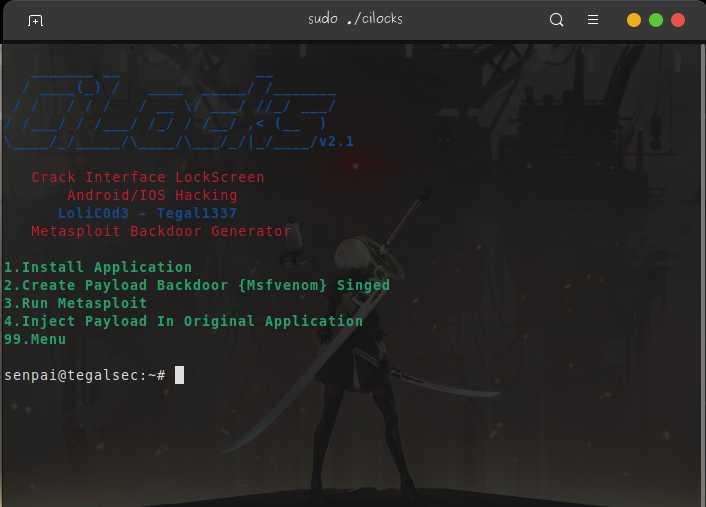 sudo ./cilocks
v2.1
Crack Interface LockScreen
Android/IOS Hacking
LoliC0d3 - Tegal1337
Metasploit Backdoor Generator
1.Install Application
2.Create Payload Backdoor {Msfvenom} Singed
3.Run Metasploit
4.Inject Payload In Original Application
99.Menu
senpai@tegalsec:~#